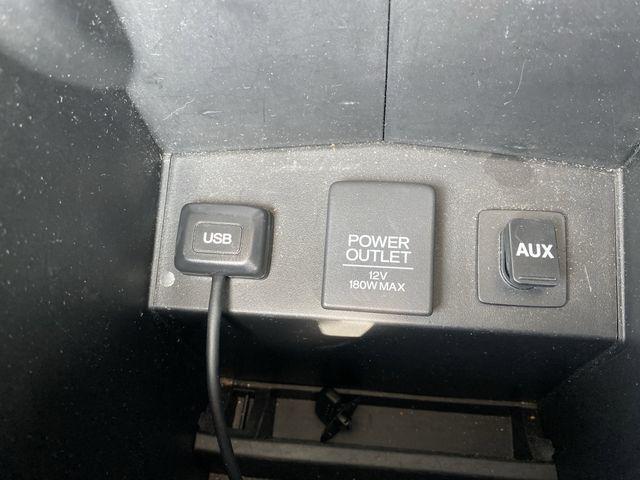 USB
POWER
OUTLET
12V
180W MAX
AUX